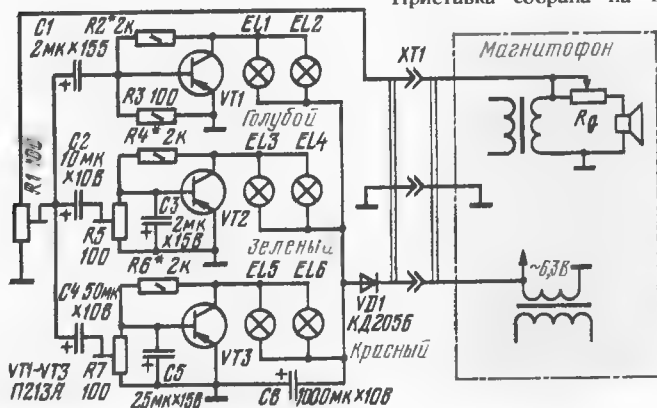 Приставка собрана на
C1
2мк×15В
R2* 2к
EL1
EL2
XT1
Магнитофон
R3 100
VT1
Голубой
R4* 2к
EL3
EL4
Rд
R1 100
C2
10мк
×10В
C3
2мк
×15В
VT2
R5
100
R6* 2к
Зеленый
EL5
EL6
~6,3В
C4 50мк
×10В
VD1
КД205Б
Красный
VT1-VT3
П213А
R7
100
VT3
C5
25мк×15В
C6
1000мк×10В